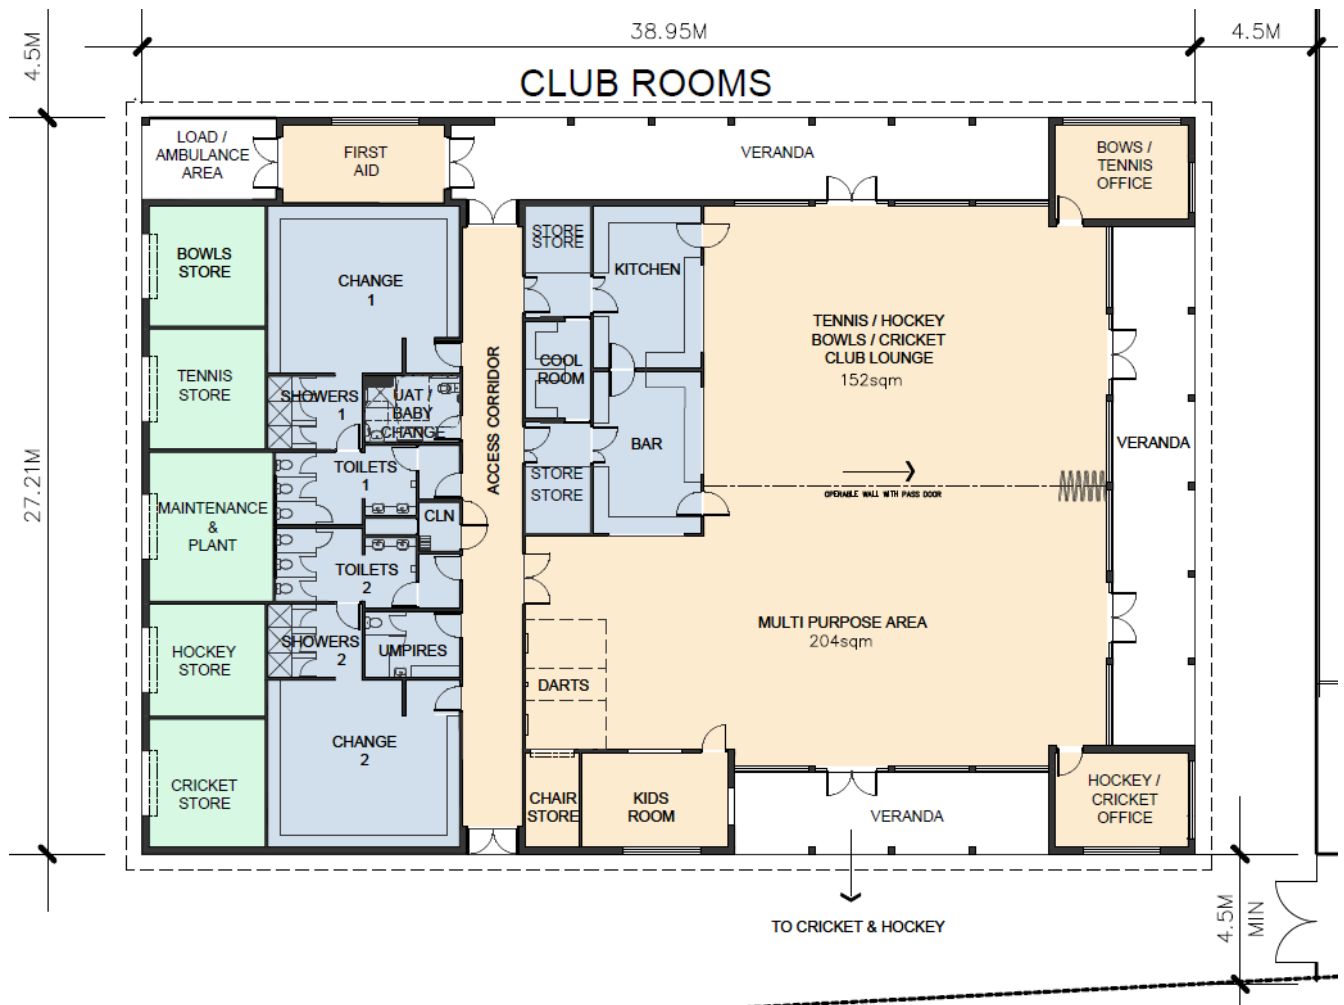 38.95M
4.5M
4.5M
CLUB ROOMS
LOAD /
AMBULANCE
AREA
FIRST
AID
VERANDA
BOWS /
TENNIS
OFFICE
BOWLS
STORE
CHANGE
1
STORE
STORE
KITCHEN
TENNIS / HOCKEY
BOWLS / CRICKET
CLUB LOUNGE
152sqm
TENNIS
STORE
SHOWERS
1
UAT /
BABY
CHANGE
ACCESS CORRIDOR
COOL
ROOM
BAR
VERANDA
TOILETS
1
STORE
STORE
OPERABLE WALL WITH PASS DOOR
27.21M
MAINTENANCE
&
PLANT
CLN
TOILETS
2
HOCKEY
STORE
SHOWERS
2
UMPIRES
MULTI PURPOSE AREA
204sqm
DARTS
CHANGE
2
CRICKET
STORE
CHAIR
STORE
KIDS
ROOM
VERANDA
HOCKEY /
CRICKET
OFFICE
TO CRICKET & HOCKEY
4.5M
MIN